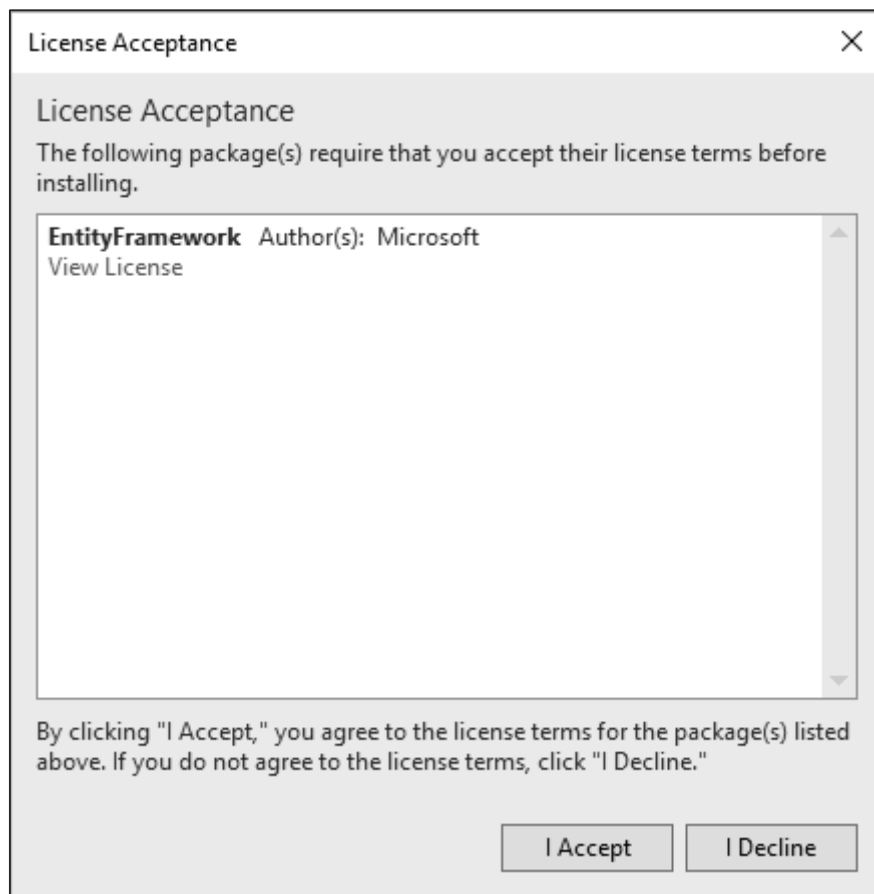 License Acceptance
License Acceptance
The following package(s) require that you accept their license terms before
installing.
EntityFramework Author(s): Microsoft
View License
By clicking "I Accept," you agree to the license terms for the package(s) listed
above. If you do not agree to the license terms, click "I Decline."
I Accept I Decline